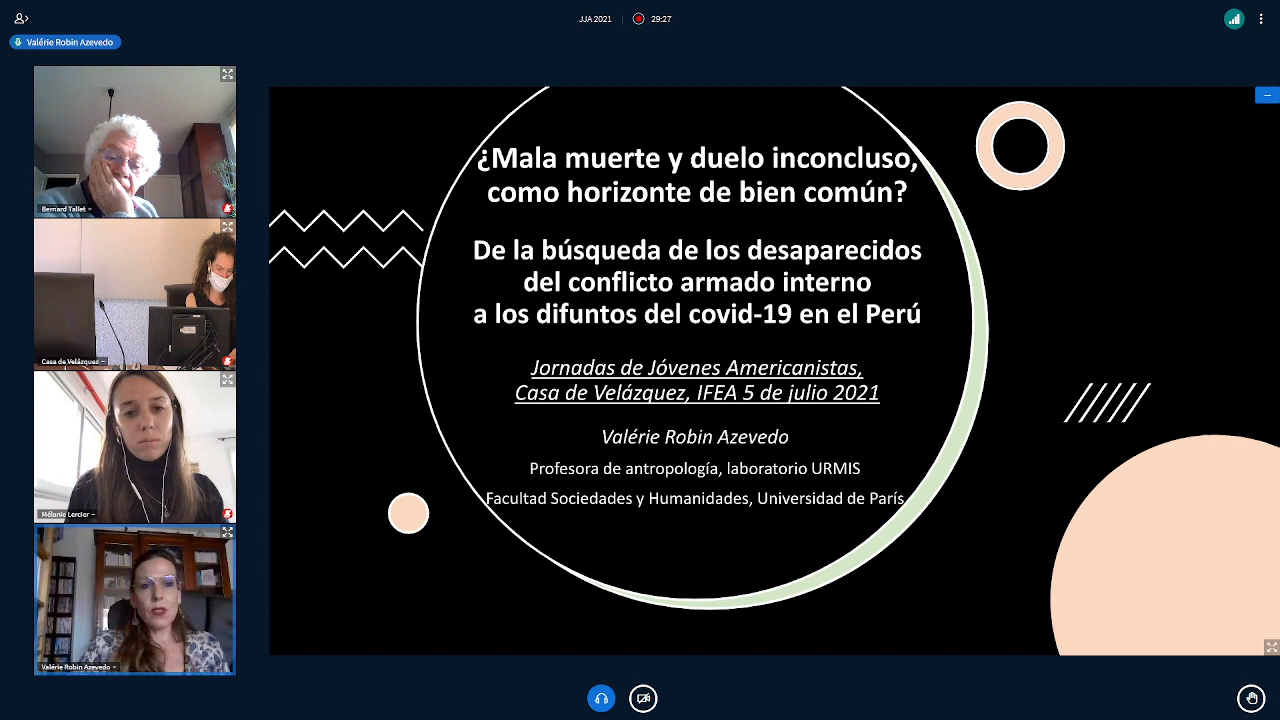 JJA 2021
29:27
Valérie Robin Azevedo
Bernard Tallet
Casa de Velázquez
Mélanie Lercier
Valérie Robin Azevedo
¿Mala muerte y duelo inconcluso,
como horizonte de bien común?
De la búsqueda de los desaparecidos
del conflicto armado interno
a los difuntos del covid-19 en el Perú
Jornadas de Jóvenes Americanistas,
Casa de Velázquez, IFEA 5 de julio 2021
Valérie Robin Azevedo
Profesora de antropología, laboratorio URMIS
Facultad Sociedades y Humanidades, Universidad de París